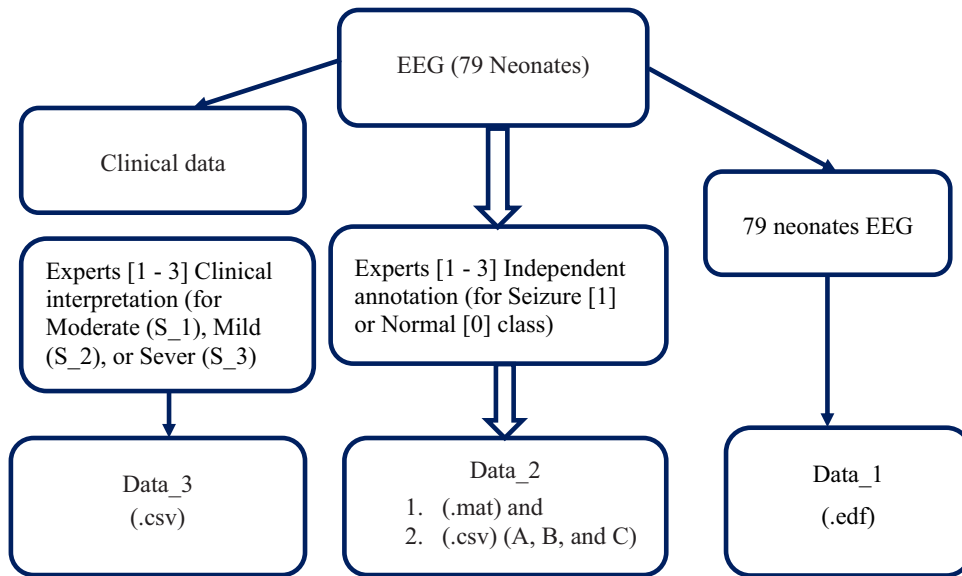 EEG (79 Neonates)
Clinical data
79 neonates EEG
Experts [1 - 3] Clinical
interpretation (for
Moderate (S_1), Mild
(S_2), or Sever (S_3)
Experts [1 - 3] Independent
annotation (for Seizure [1]
or Normal [0] class)
Data_3
(.csv)
Data_2
1. (.mat) and
2. (.csv) (A, B, and C)
Data_1
(.edf)